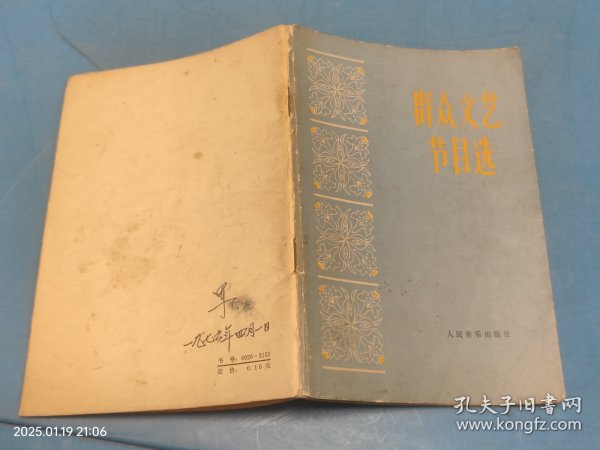 群众文艺
节目选
人民音乐出版社
一九七六年四月一日
书号：8026·3155
定价：0.16元
2025.01.19 21:06
孔夫子旧书网
www.kongfz.com